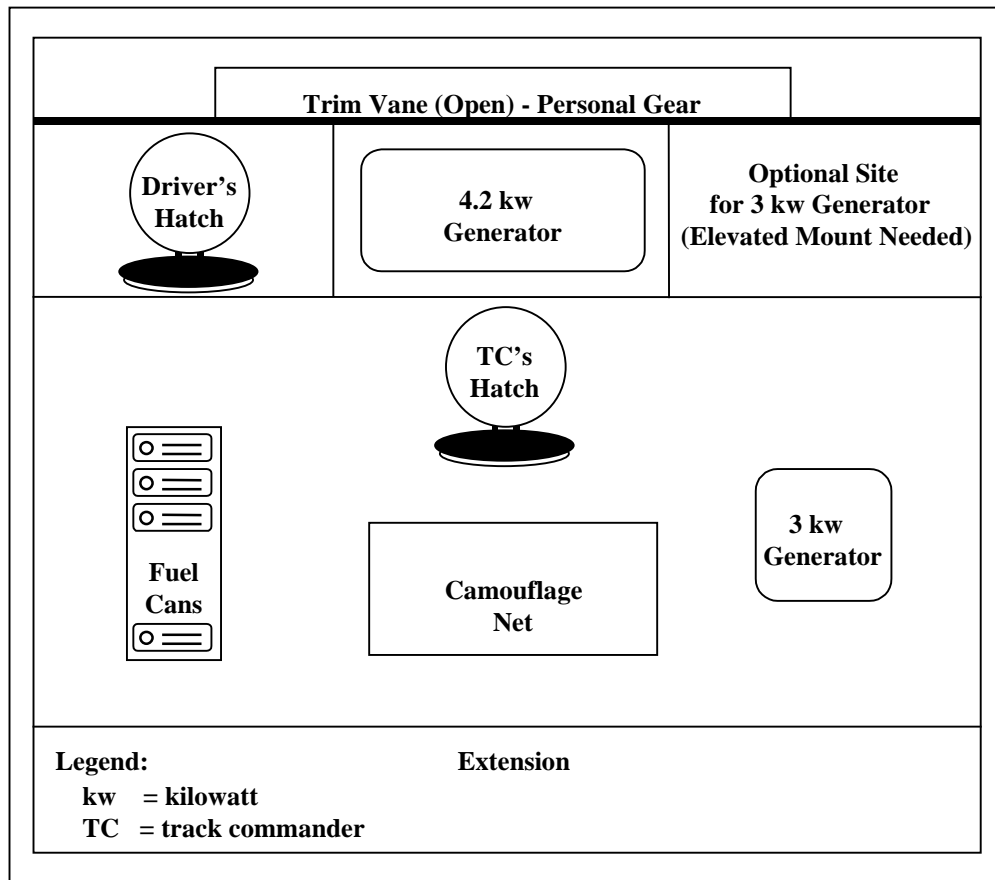 Trim Vane (Open) - Personal Gear
Driver's
Hatch
4.2 kw
Generator
Optional Site
for 3 kw Generator
(Elevated Mount Needed)
TC's
Hatch
Fuel
Cans
Camouflage
Net
3 kw
Generator
Extension
Legend:
kw = kilowatt
TC = track commander